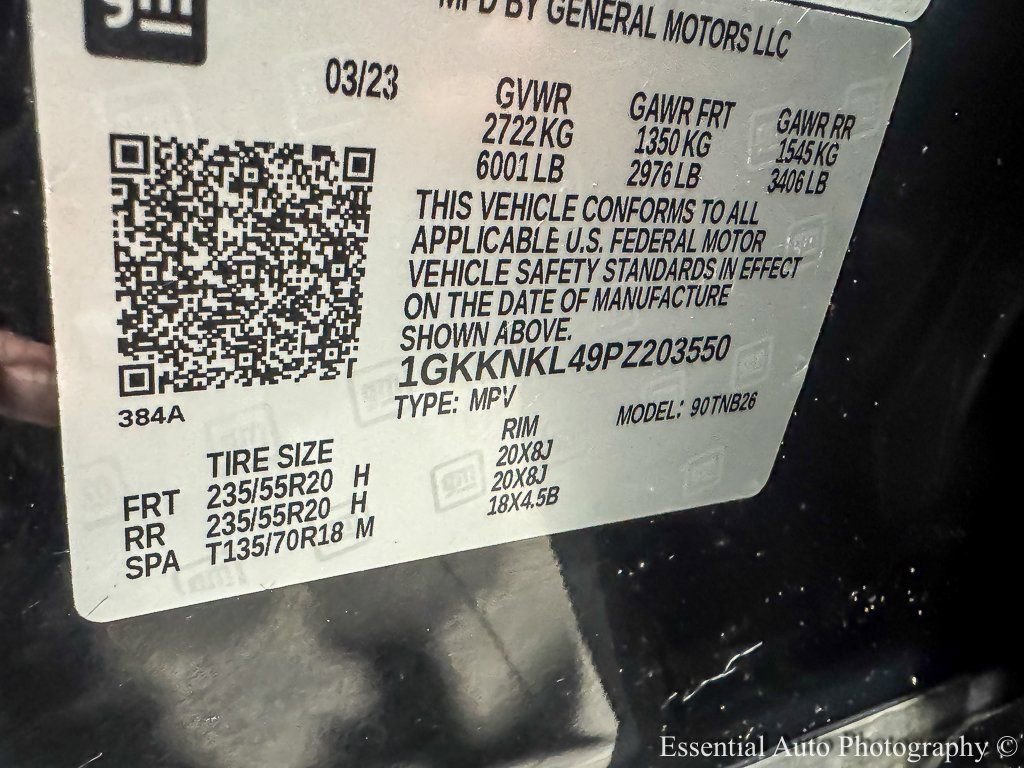 gm
MFD BY GENERAL MOTORS LLC
03/23
GVWR GAWR FRT GAWR RR
2722 KG 1350 KG 1545 KG
6001 LB 2976 LB 3406 LB
THIS VEHICLE CONFORMS TO ALL
APPLICABLE U.S. FEDERAL MOTOR
VEHICLE SAFETY STANDARDS IN EFFECT
ON THE DATE OF MANUFACTURE
SHOWN ABOVE.
1GKKNKL49PZ203550
TYPE: MPV MODEL: 90TNB26
384A
TIRE SIZE RIM
FRT 235/55R20 H 20X8J
RR 235/55R20 H 20X8J
SPA T135/70R18 M 18X4.5B
Essential Auto Photography ©